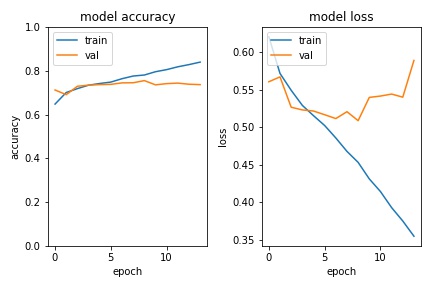 model accuracy
train
val
1.0
0.8
0.6
0.4
0.2
0.0
accuracy
0
5
10
epoch
model loss
train
val
0.60
0.55
0.50
0.45
0.40
0.35
loss
0
5
10
epoch